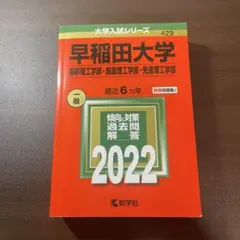 大学入試シリーズ
429
早稲田大学
基幹理工学部・創造理工学部・先進理工学部
一般
最近6カ年
傾向と対策
過去問
解答
2022
教学社